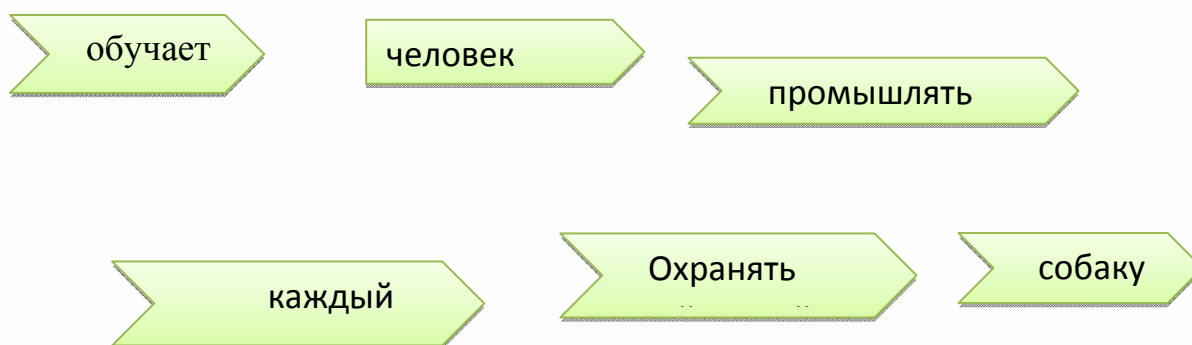 обучает
человек
промышлять
каждый
Охранять
собаку